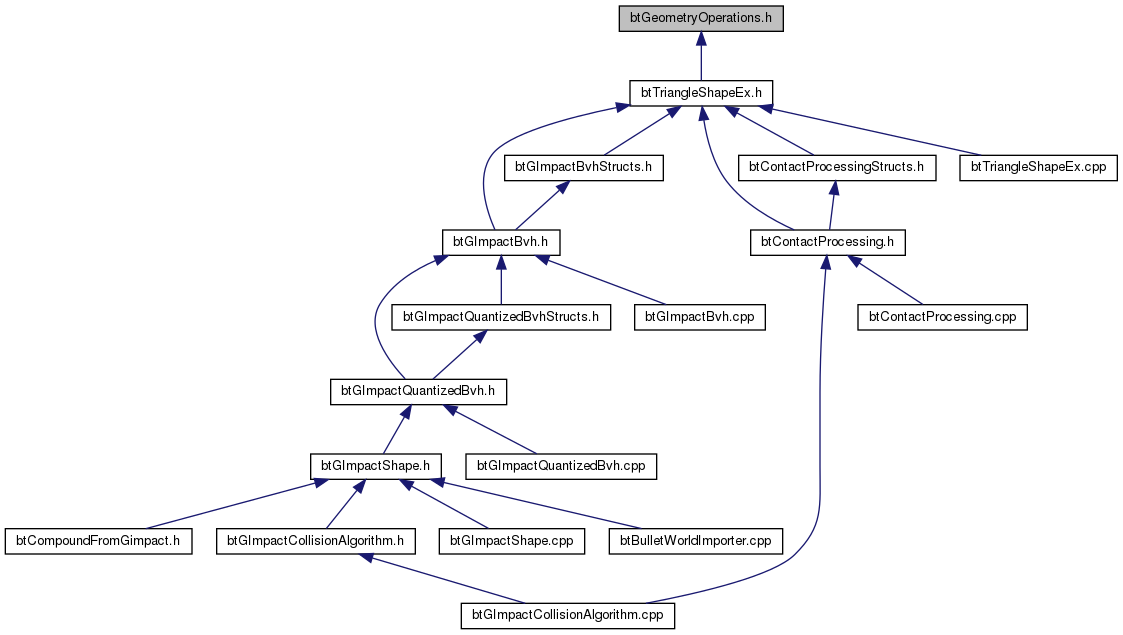 btGeometryOperations.h
btTriangleShapeEx.h
btGImpactBvhStructs.h
btContactProcessingStructs.h
btTriangleShapeEx.cpp
btGImpactBvh.h
btContactProcessing.h
btGImpactQuantizedBvhStructs.h
btGImpactBvh.cpp
btContactProcessing.cpp
btGImpactQuantizedBvh.h
btGImpactShape.h
btGImpactQuantizedBvh.cpp
btCompoundFromGimpact.h
btGImpactCollisionAlgorithm.h
btGImpactShape.cpp
btBulletWorldImporter.cpp
btGImpactCollisionAlgorithm.cpp